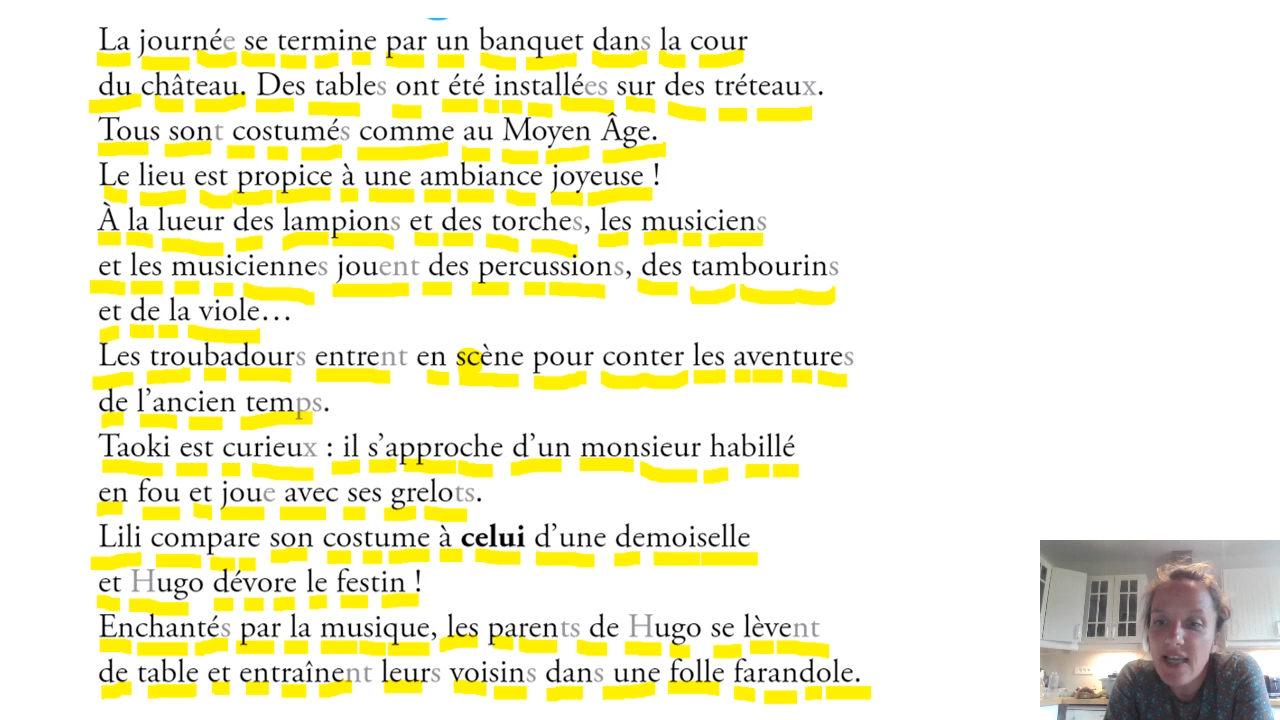 La journée se termine par un banquet dans la cour
du château. Des tables ont été installées sur des tréteaux.
Tous sont costumés comme au Moyen Âge.
Le lieu est propice à une ambiance joyeuse !
À la lueur des lampions et des torches, les musiciens
et les musiciennes jouent des percussions, des tambourins
et de la viole…
Les troubadours entrent en scène pour conter les aventures
de l’ancien temps.
Taoki est curieux : il s’approche d’un monsieur habillé
en fou et joue avec ses grelots.
Lili compare son costume à celui d’une demoiselle
et Hugo dévore le festin !
Enchantés par la musique, les parents de Hugo se lèvent
de table et entraînent leurs voisins dans une folle farandole.